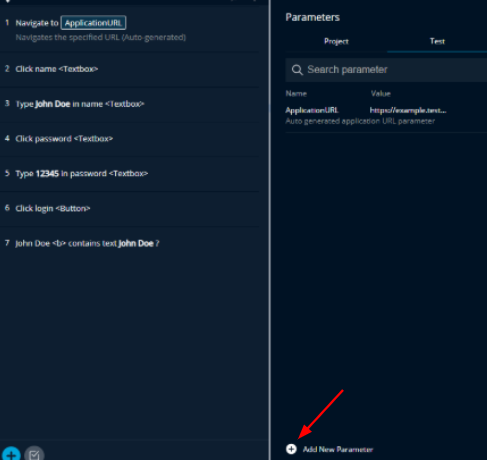 1 Navigate to ApplicationURL
Navigates the specified URL (Auto-generated)
2 Click name <Textbox>
3 Type John Doe in name <Textbox>
4 Click password <Textbox>
5 Type 12345 in password <Textbox>
6 Click login <Button>
7 John Doe <b> contains text John Doe ?
Parameters
Project Test
Search parameter
Name Value
ApplicationURL https://example.test...
Auto generated application URL parameter
Add New Parameter